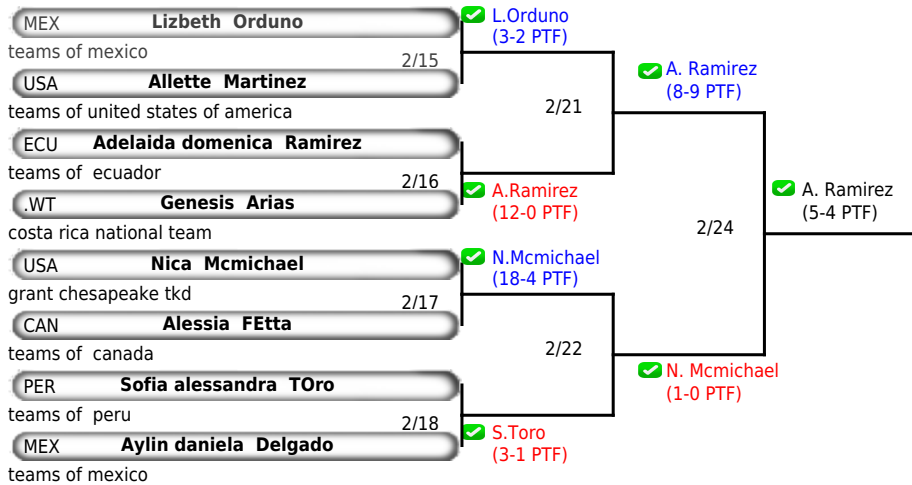 MEX Lizbeth Orduno
teams of mexico
2/15
USA Allette Martinez
teams of united states of america
ECU Adelaida domenica Ramirez
teams of ecuador
2/16
.WT Genesis Arias
costa rica national team
USA Nica Mcmichael
grant chesapeake tkd
2/17
CAN Alessia FEtta
teams of canada
PER Sofia alessandra TOro
teams of peru
2/18
MEX Aylin daniela Delgado
teams of mexico
L.Orduno
(3-2 PTF)
2/21
A.Ramirez
(12-0 PTF)
N.Mcmichael
(18-4 PTF)
2/22
S.Toro
(3-1 PTF)
A. Ramirez
(8-9 PTF)
2/24
N. Mcmichael
(1-0 PTF)
A. Ramirez
(5-4 PTF)